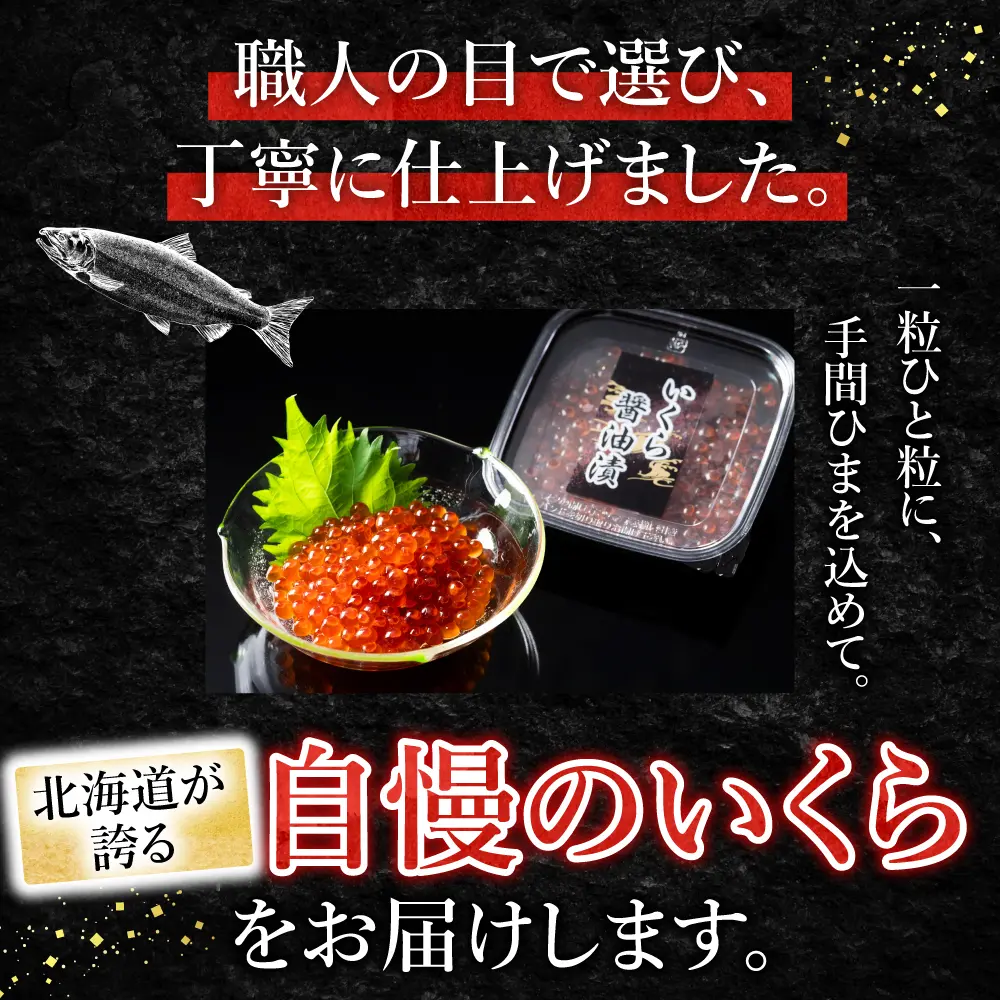 職人の目で選び、
丁寧に仕上げました。
一粒ひと粒に、
手間ひまを込めて。
いくら
醤油漬
北海道が
誇る
自慢のいくら
をお届けします。